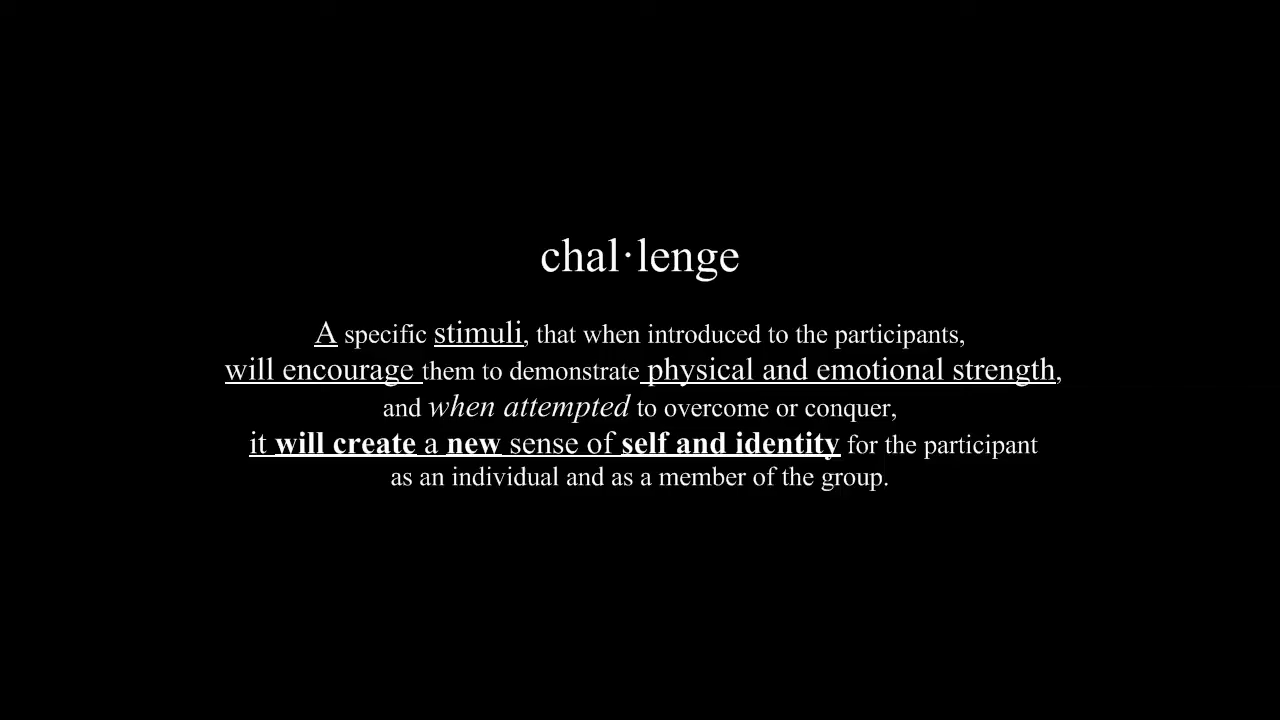 chal·lenge
A specific stimuli, that when introduced to the participants,
will encourage them to demonstrate physical and emotional strength,
and when attempted to overcome or conquer,
it will create a new sense of self and identity for the participant
as an individual and as a member of the group.